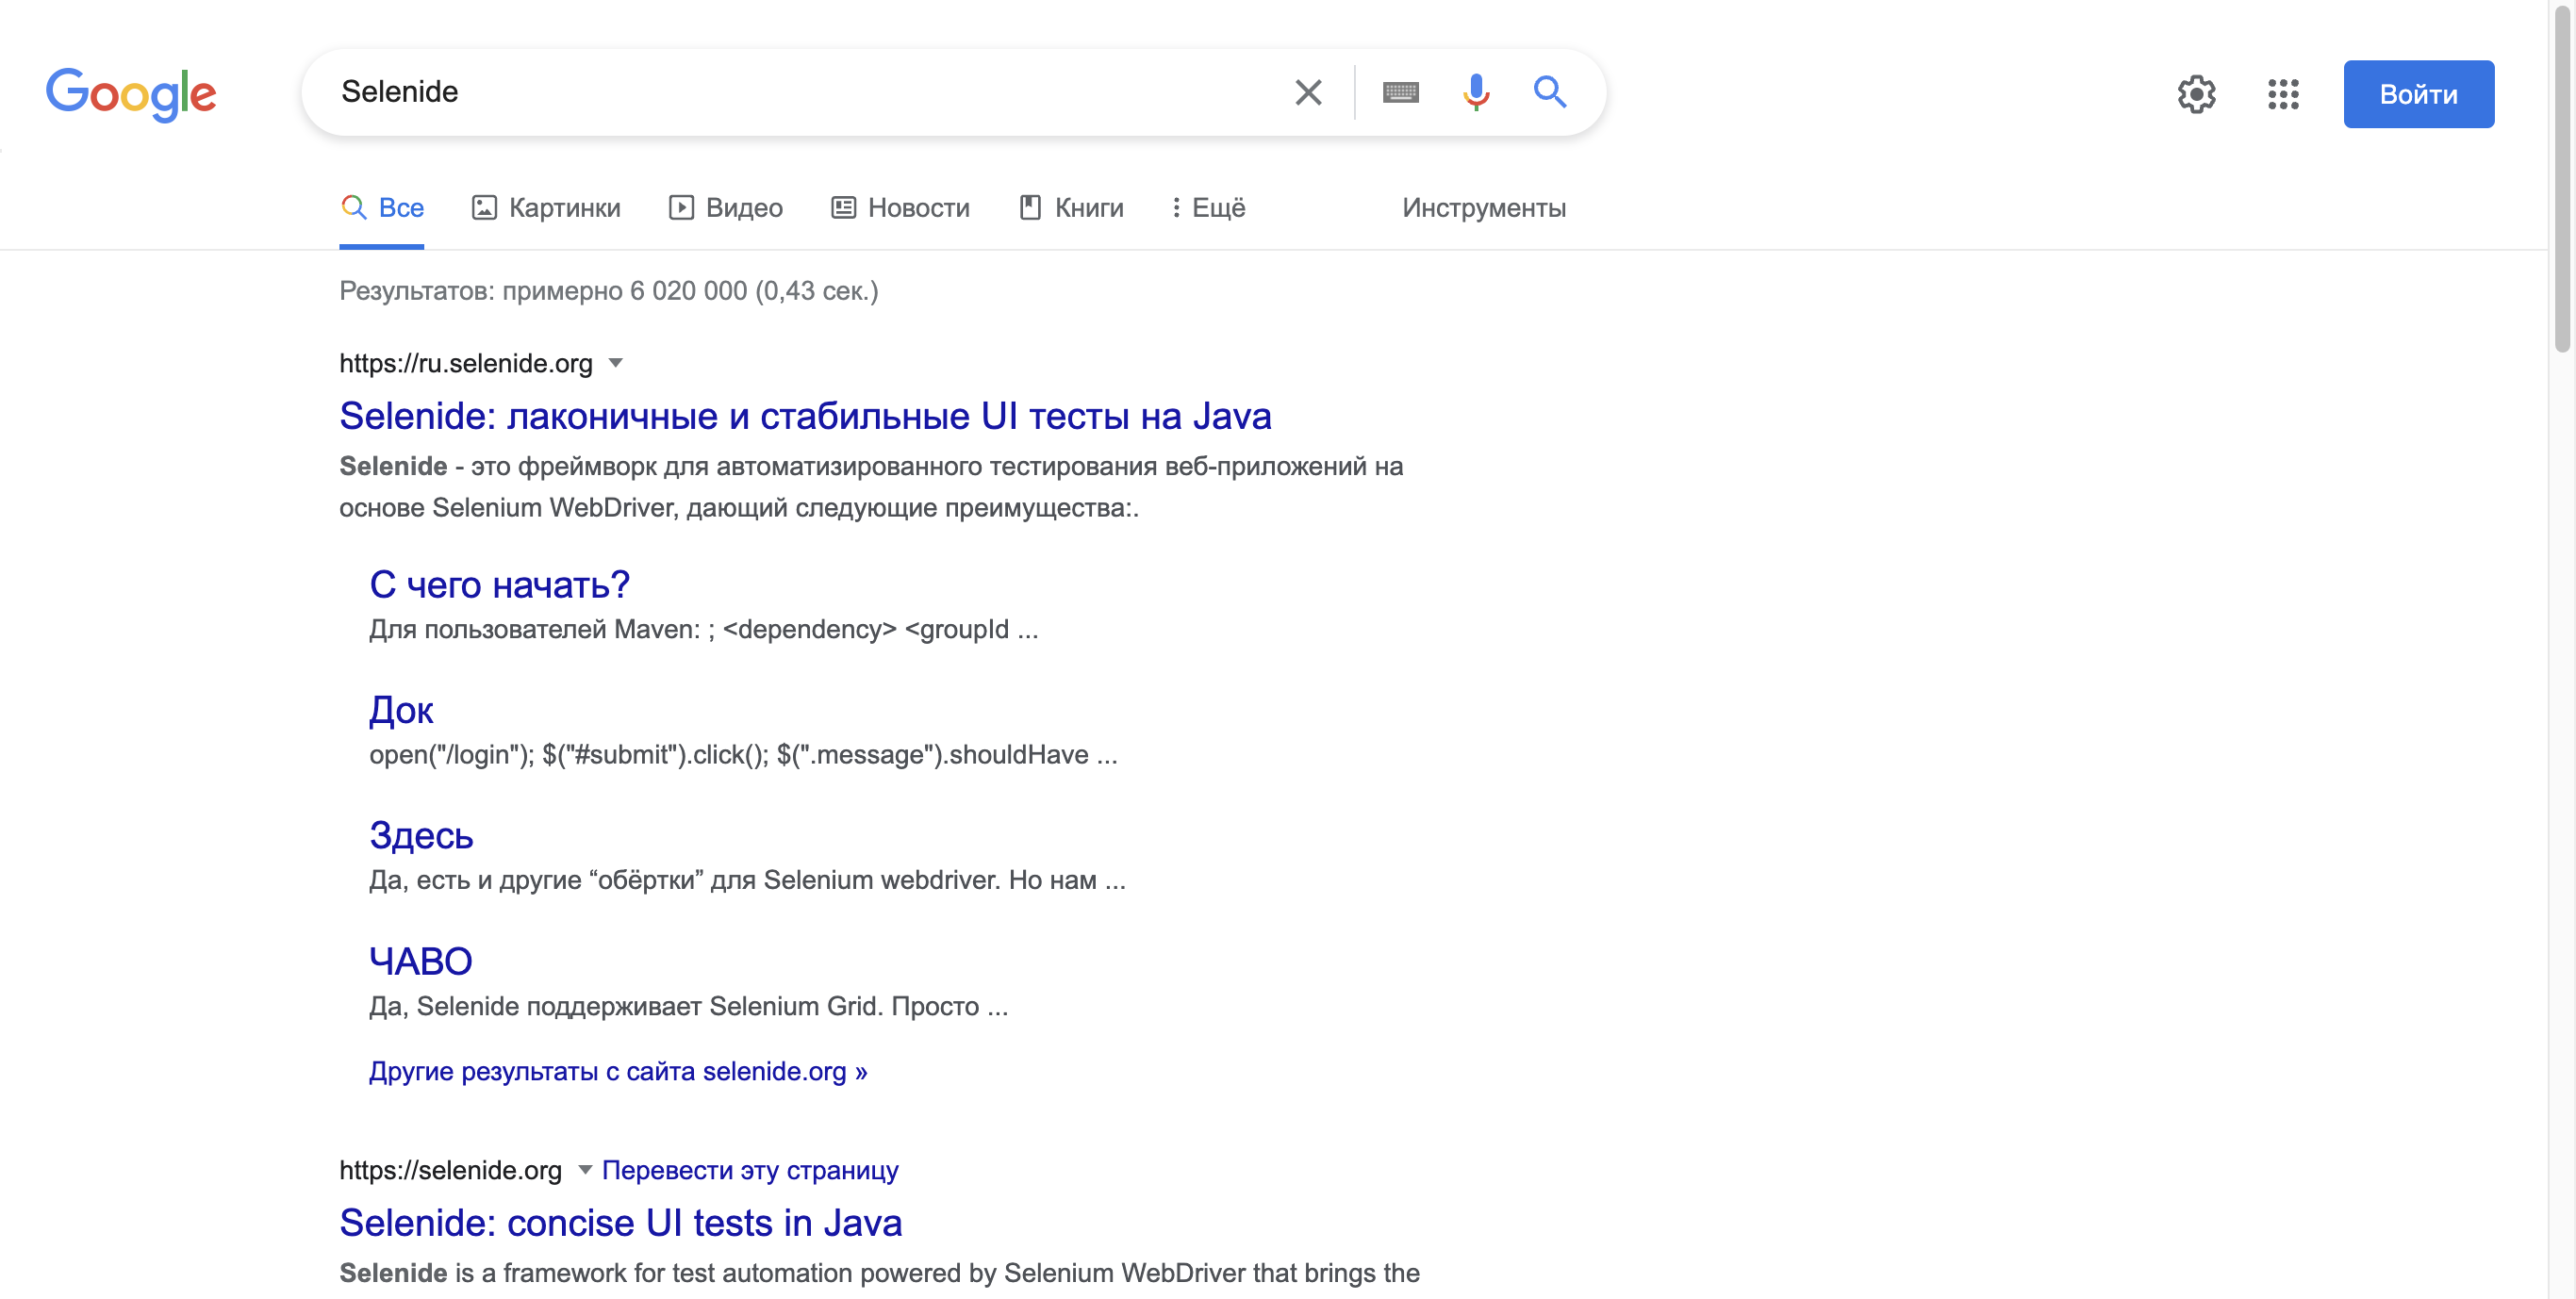 Google
Selenide
Войти
Все Картинки Видео Новости Книги Ещё Инструменты
Результатов: примерно 6 020 000 (0,43 сек.)
https://ru.selenide.org
Selenide: лаконичные и стабильные UI тесты на Java
Selenide - это фреймворк для автоматизированного тестирования веб-приложений на
основе Selenium WebDriver, дающий следующие преимущества:.
С чего начать?
Для пользователей Maven: ; <dependency> <groupId ...
Док
open("/login"); $("#submit").click(); $(".message").shouldHave ...
Здесь
Да, есть и другие “обёртки” для Selenium webdriver. Но нам ...
ЧАВО
Да, Selenide поддерживает Selenium Grid. Просто ...
Другие результаты с сайта selenide.org »
https://selenide.org Перевести эту страницу
Selenide: concise UI tests in Java
Selenide is a framework for test automation powered by Selenium WebDriver that brings the